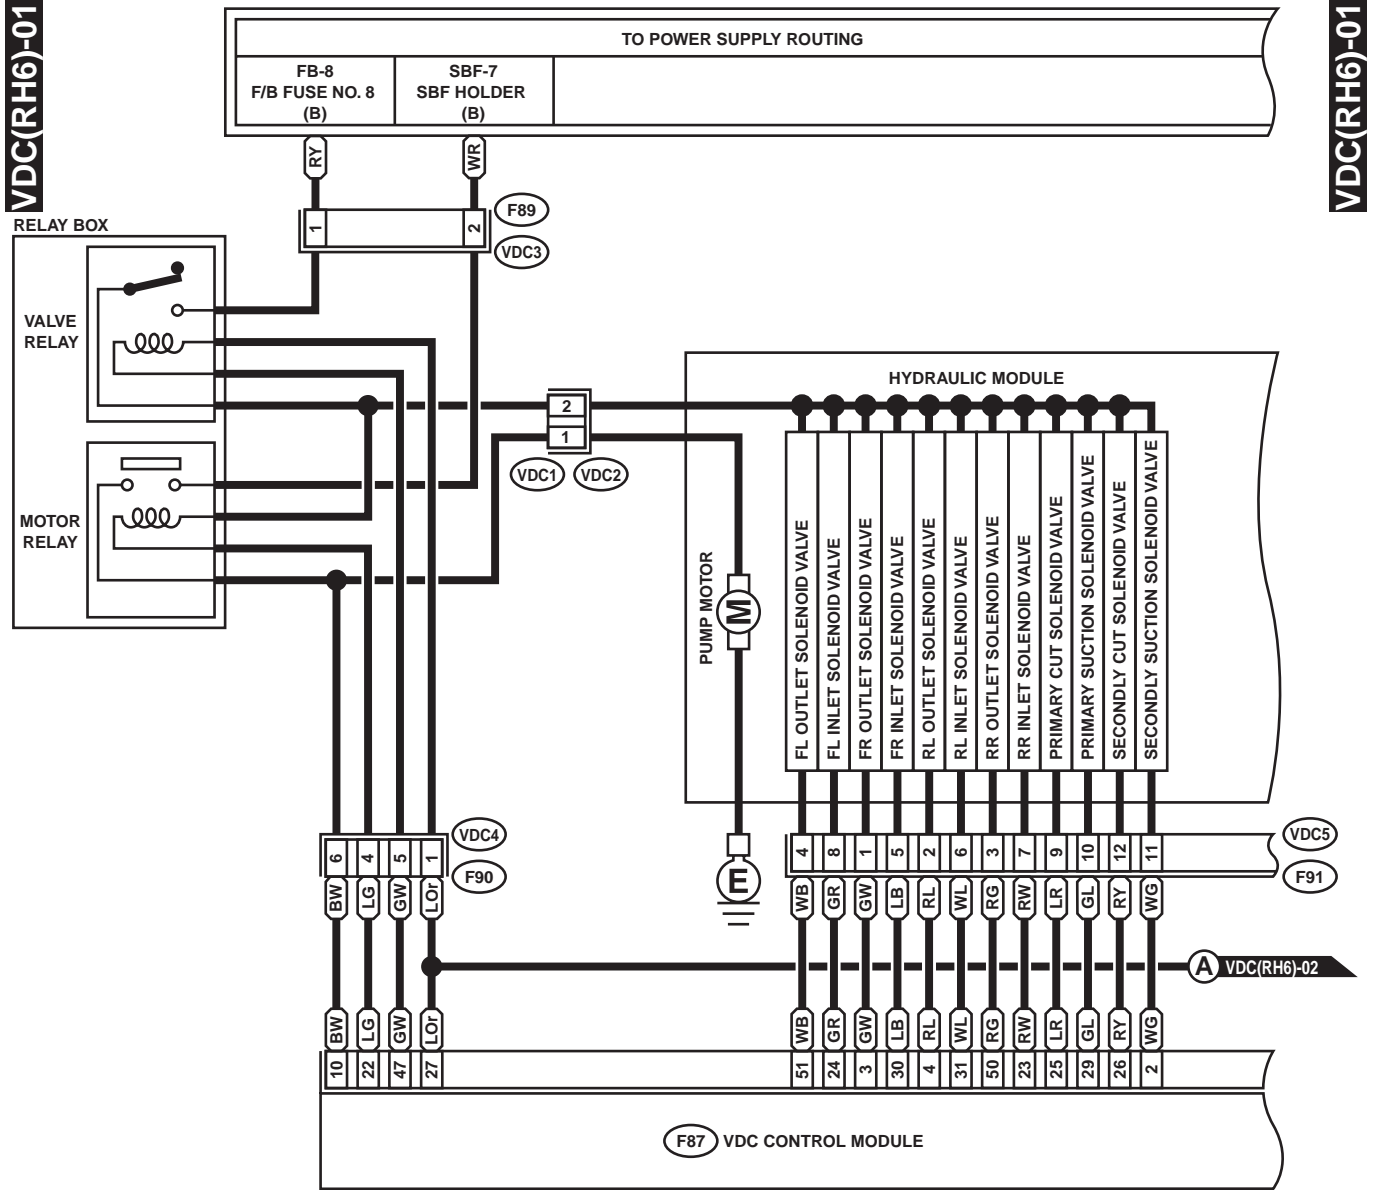 VDC(RH6)-01
VDC(RH6)-01
TO POWER SUPPLY ROUTING
FB-8
F/B FUSE NO. 8
(B)
SBF-7
SBF HOLDER
(B)
RY
WR
1
2
F89
VDC3
RELAY BOX
VALVE
RELAY
MOTOR
RELAY
2
1
VDC1
VDC2
HYDRAULIC MODULE
PUMP MOTOR
M
E
FL OUTLET SOLENOID VALVE
FL INLET SOLENOID VALVE
FR OUTLET SOLENOID VALVE
FR INLET SOLENOID VALVE
RL OUTLET SOLENOID VALVE
RL INLET SOLENOID VALVE
RR OUTLET SOLENOID VALVE
RR INLET SOLENOID VALVE
PRIMARY CUT SOLENOID VALVE
PRIMARY SUCTION SOLENOID VALVE
SECONDLY CUT SOLENOID VALVE
SECONDLY SUCTION SOLENOID VALVE
6 4 5 1
VDC4
F90
BW LG GW LOr
4 8 1 5 2 6 3 7 9 10 12 11
VDC5
F91
WB GR GW LB RL WL RG RW LR GL RY WG
A VDC(RH6)-02
BW LG GW LOr
WB GR GW LB RL WL RG RW LR GL RY WG
10 22 47 27
51 24 3 30 4 31 50 23 25 29 26 2
F87 VDC CONTROL MODULE